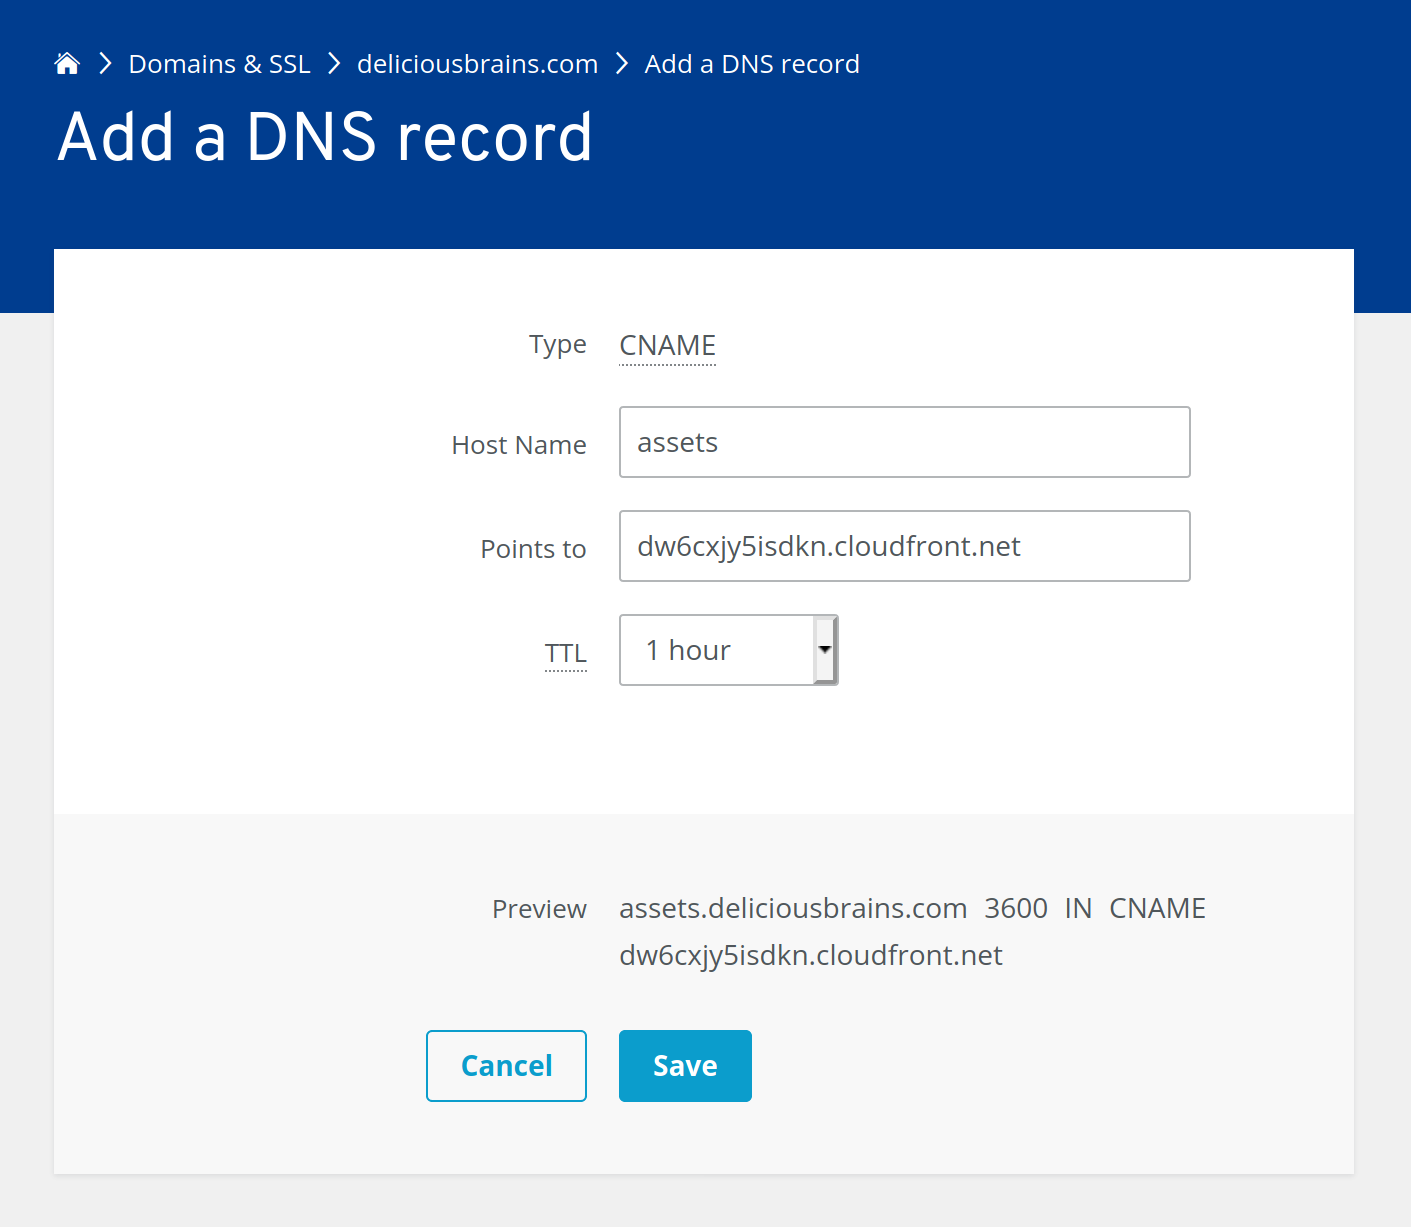 Domains & SSL deliciousbrains.com Add a DNS record
Add a DNS record
Type CNAME
Host Name assets
Points to dw6cxjy5isdkn.cloudfront.net
TTL 1 hour
Preview assets.deliciousbrains.com 3600 IN CNAME
dw6cxjy5isdkn.cloudfront.net
Cancel Save